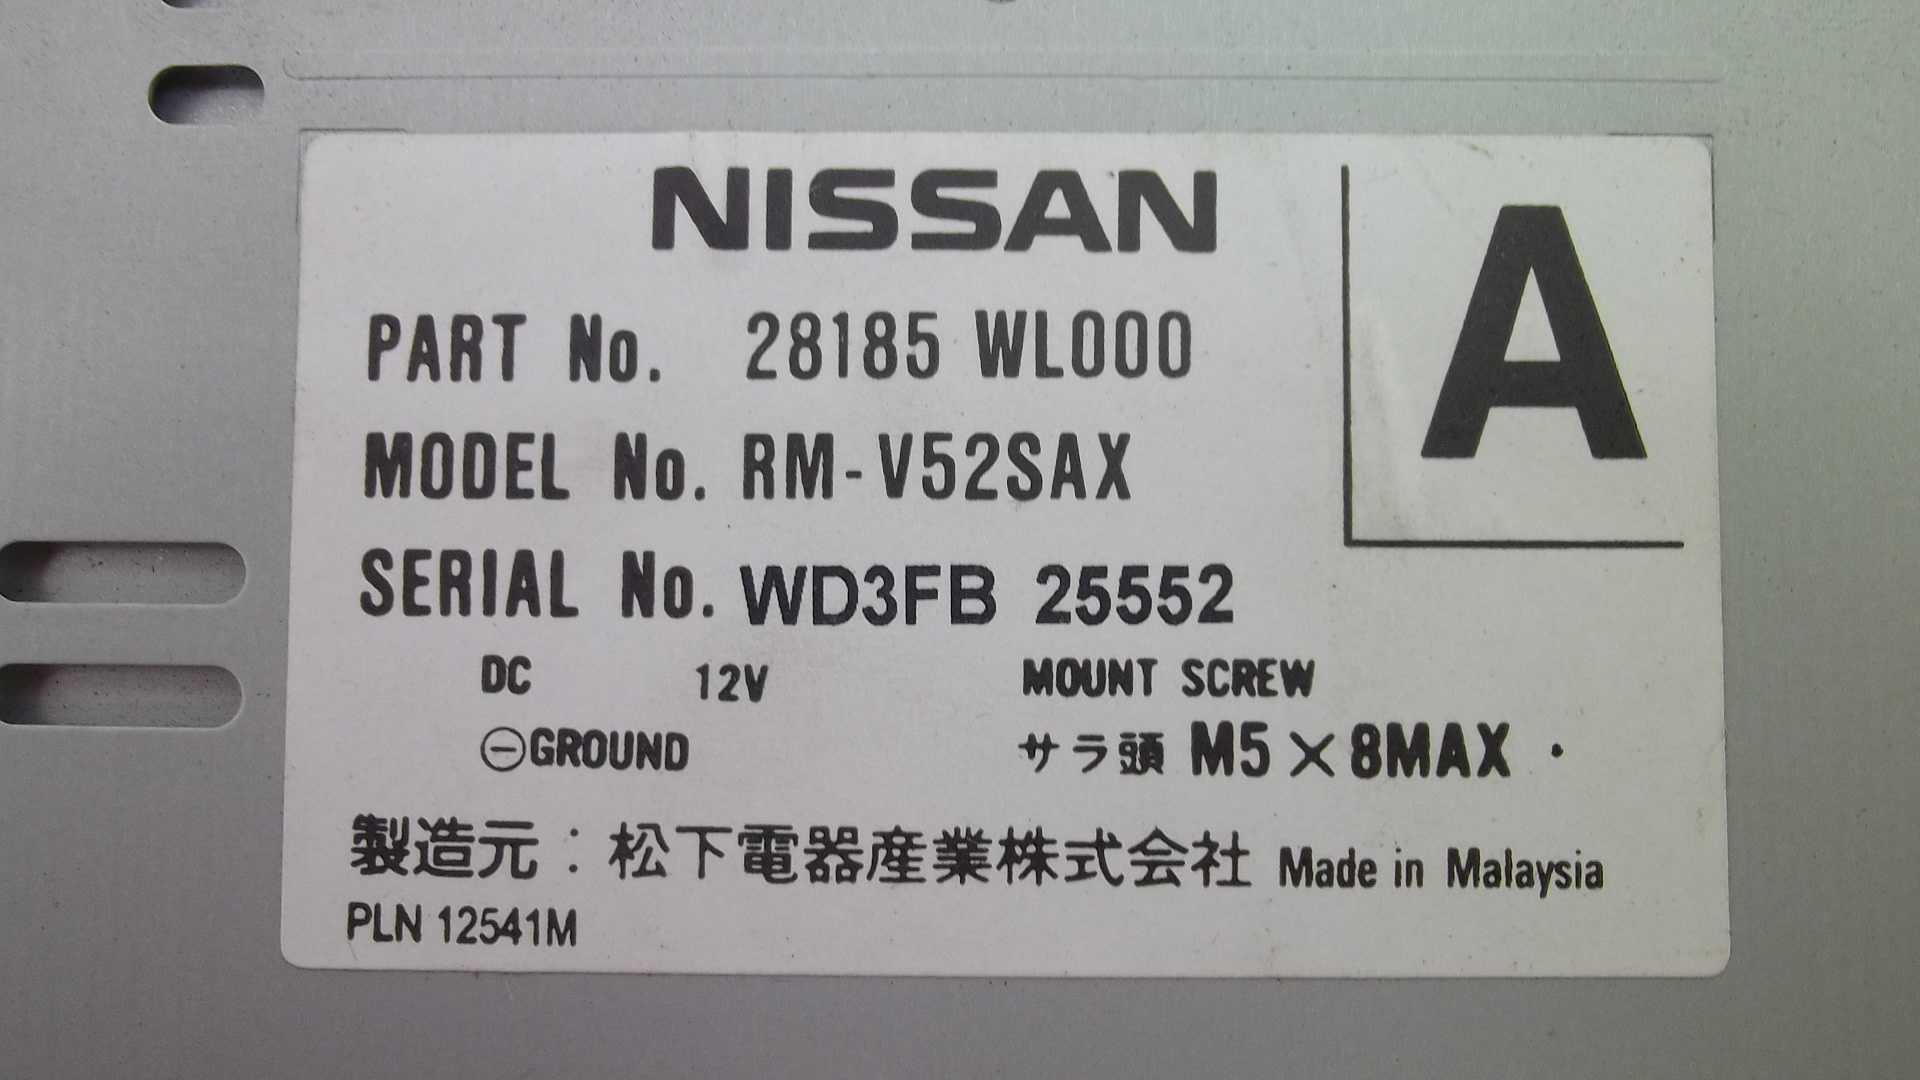 NISSAN
A
PART No. 28185 WL000
MODEL No. RM-V52SAX
SERIAL No. WD3FB 25552
DC 12V
⊖GROUND
MOUNT SCREW
サラ頭 M5×8MAX・
製造元：松下電器産業株式会社 Made in Malaysia
PLN 12541M